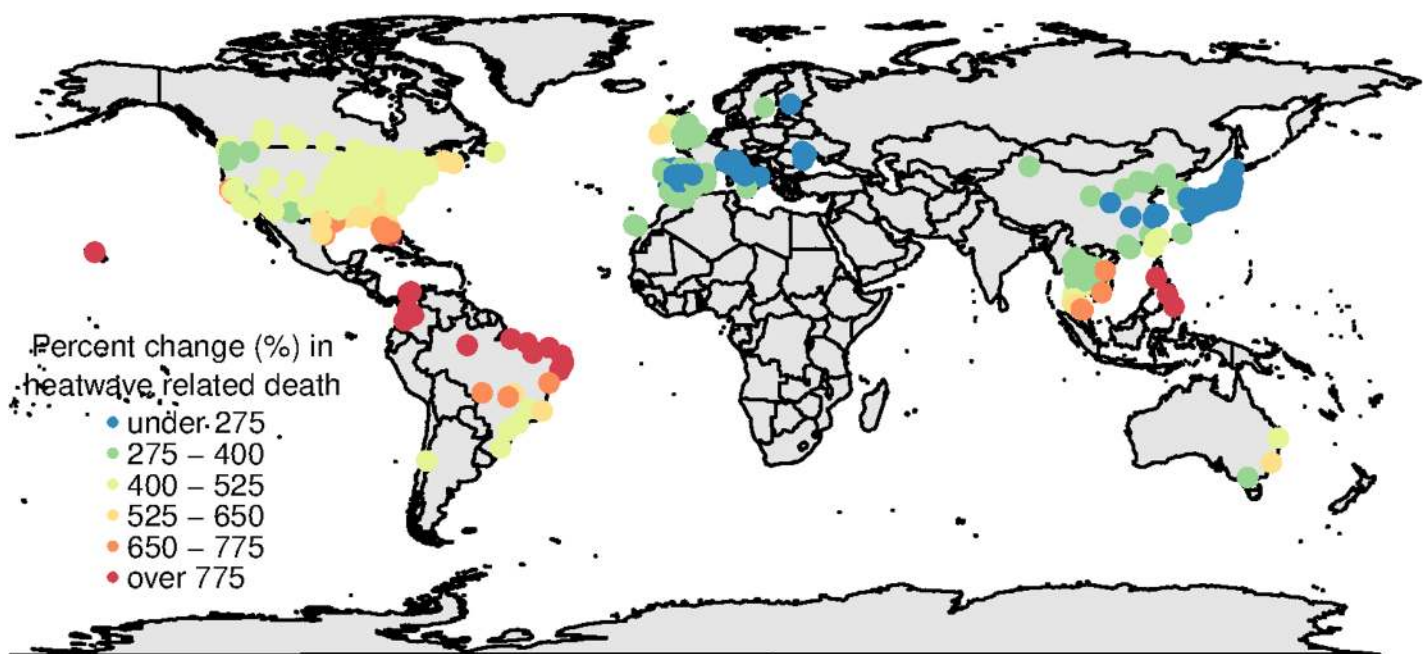 Percent change (%) in
heatwave related death
under 275
275 – 400
400 – 525
525 – 650
650 – 775
over 775